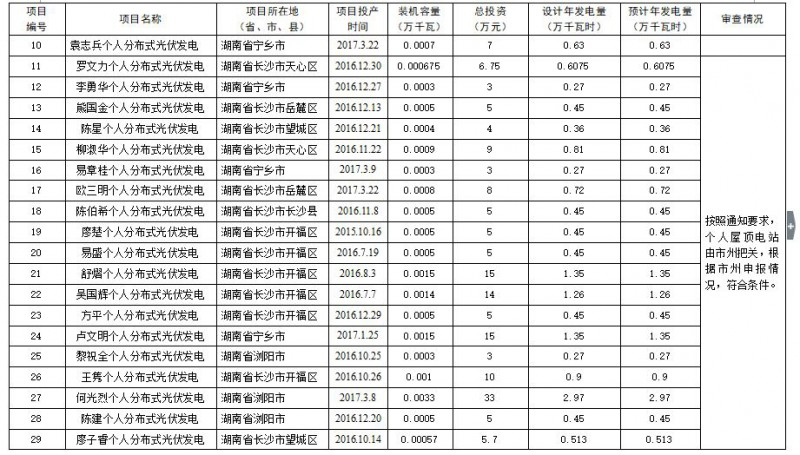 项目编号 项目名称 项目所在地（省、市、县） 项目投产时间 装机容量（万千瓦） 总投资（万元） 设计年发电量（万千瓦时） 预计年发电量（万千瓦时） 审查情况
10 袁志兵个人分布式光伏发电 湖南省宁乡市 2017.3.22 0.0007 7 0.63 0.63
11 罗文力个人分布式光伏发电 湖南省长沙市天心区 2016.12.30 0.000675 6.75 0.6075 0.6075
12 李勇华个人分布式光伏发电 湖南省宁乡市 2016.12.27 0.0003 3 0.27 0.27
13 熊国金个人分布式光伏发电 湖南省长沙市岳麓区 2016.12.13 0.0005 5 0.45 0.45
14 陈星个人分布式光伏发电 湖南省长沙市望城区 2016.12.21 0.0004 4 0.36 0.36
15 柳淑华个人分布式光伏发电 湖南省长沙市天心区 2016.11.22 0.0009 9 0.81 0.81
16 易章桂个人分布式光伏发电 湖南省宁乡市 2017.3.9 0.0003 3 0.27 0.27
17 欧三明个人分布式光伏发电 湖南省长沙市岳麓区 2017.3.22 0.0008 8 0.72 0.72
18 陈伯希个人分布式光伏发电 湖南省长沙市长沙县 2016.11.8 0.0005 5 0.45 0.45
19 廖楚个人分布式光伏发电 湖南省长沙市开福区 2015.10.16 0.0005 5 0.45 0.45
20 易盛个人分布式光伏发电 湖南省长沙市开福区 2016.7.19 0.0005 5 0.45 0.45
21 舒熠个人分布式光伏发电 湖南省长沙市开福区 2016.8.3 0.0015 15 1.35 1.35
22 吴国辉个人分布式光伏发电 湖南省长沙市开福区 2016.7.7 0.0014 14 1.26 1.26
23 方平个人分布式光伏发电 湖南省长沙市开福区 2016.12.29 0.0005 5 0.45 0.45
24 卢文明个人分布式光伏发电 湖南省宁乡市 2017.1.25 0.0015 15 1.35 1.35
25 黎祝全个人分布式光伏发电 湖南省浏阳市 2016.10.25 0.0003 3 0.27 0.27
26 王隽个人分布式光伏发电 湖南省长沙市开福区 2016.10.26 0.001 10 0.9 0.9
27 何光烈个人分布式光伏发电 湖南省浏阳市 2017.3.8 0.0033 33 2.97 2.97
28 陈建个人分布式光伏发电 湖南省浏阳市 2016.12.20 0.0005 5 0.45 0.45
29 廖子睿个人分布式光伏发电 湖南省长沙市望城区 2016.10.14 0.00057 5.7 0.513 0.513
按照通知要求，
个人屋顶电站
由市州把关，根
据市州申报情
况，符合条件。